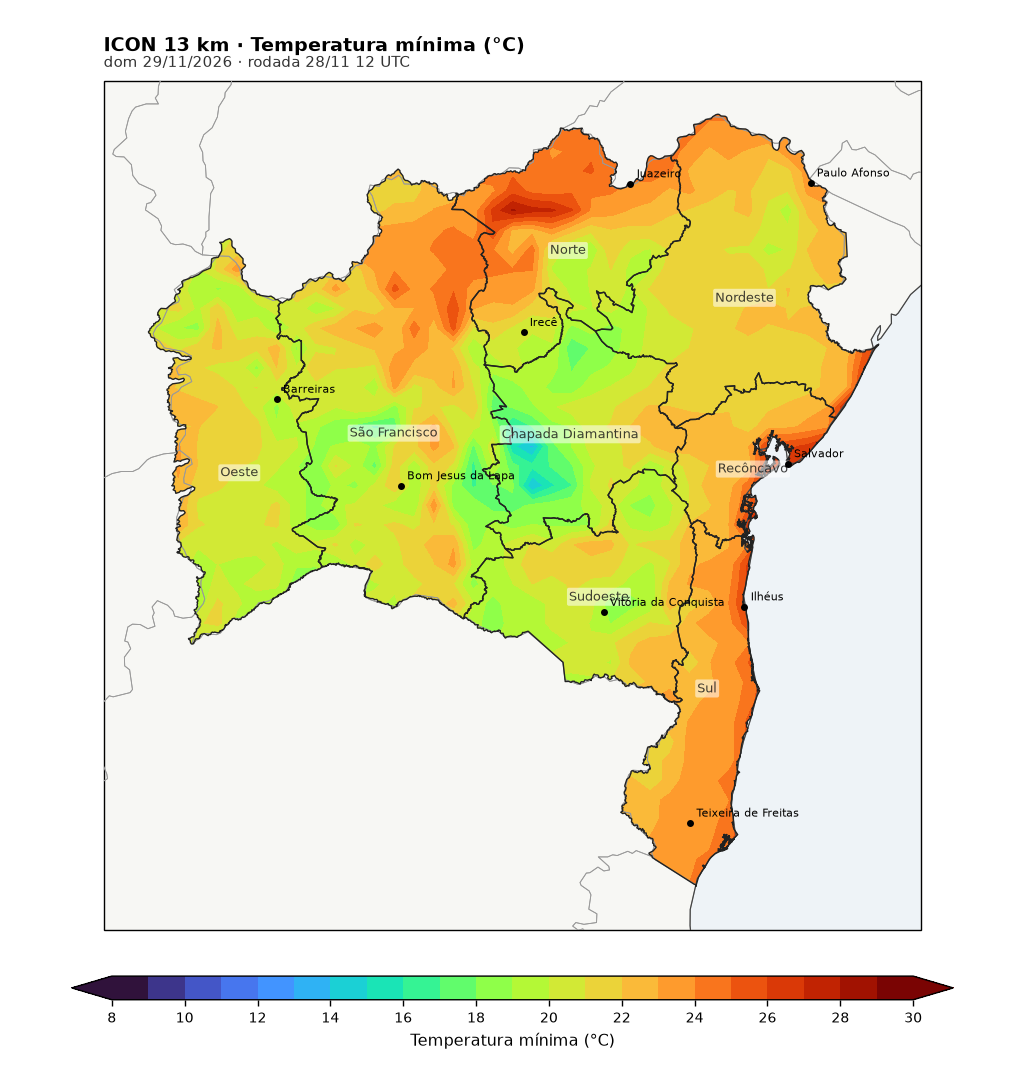 ICON 13 km · Temperatura mínima (°C)
dom 29/11/2026 · rodada 28/11 12 UTC
Juazeiro
Paulo Afonso
Norte
Nordeste
Irecê
Barreiras
São Francisco
Chapada Diamantina
Salvador
Recôncavo
Oeste
Bom Jesus da Lapa
Sudoeste
Vitória da Conquista
Ilhéus
Sul
Teixeira de Freitas
8 10 12 14 16 18 20 22 24 26 28 30
Temperatura mínima (°C)